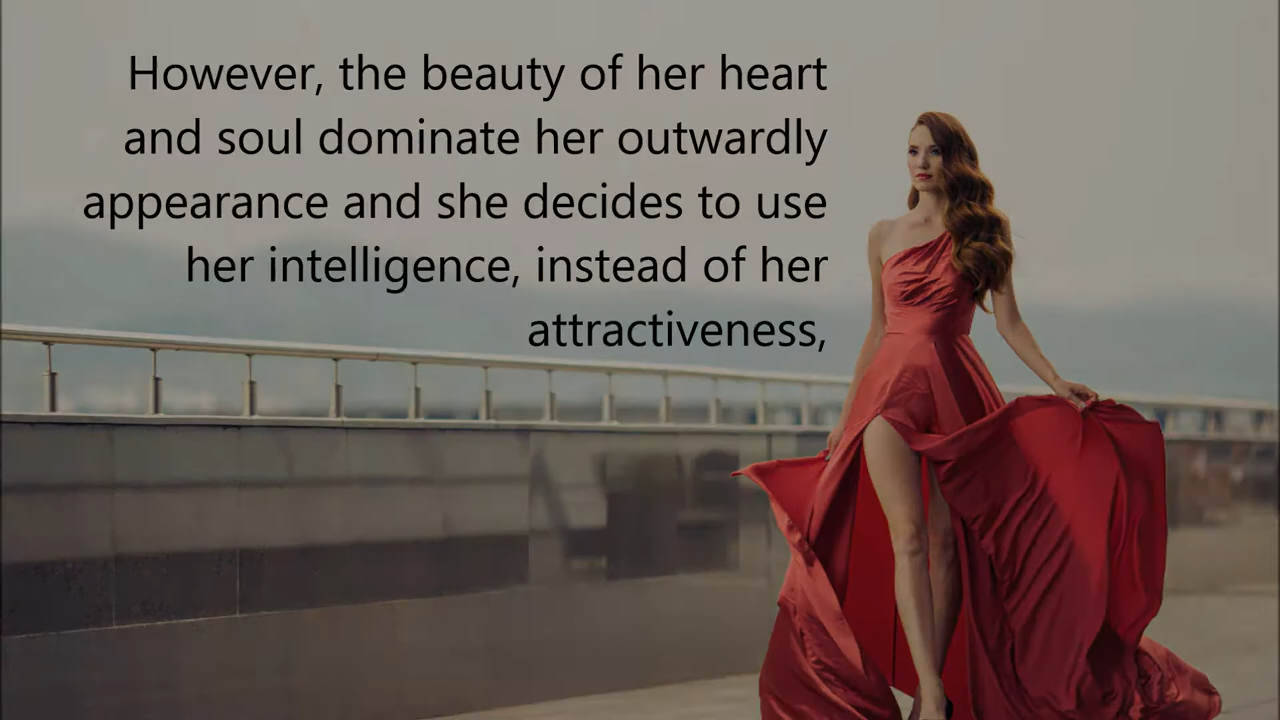 However, the beauty of her heart
and soul dominate her outwardly
appearance and she decides to use
her intelligence, instead of her
attractiveness,